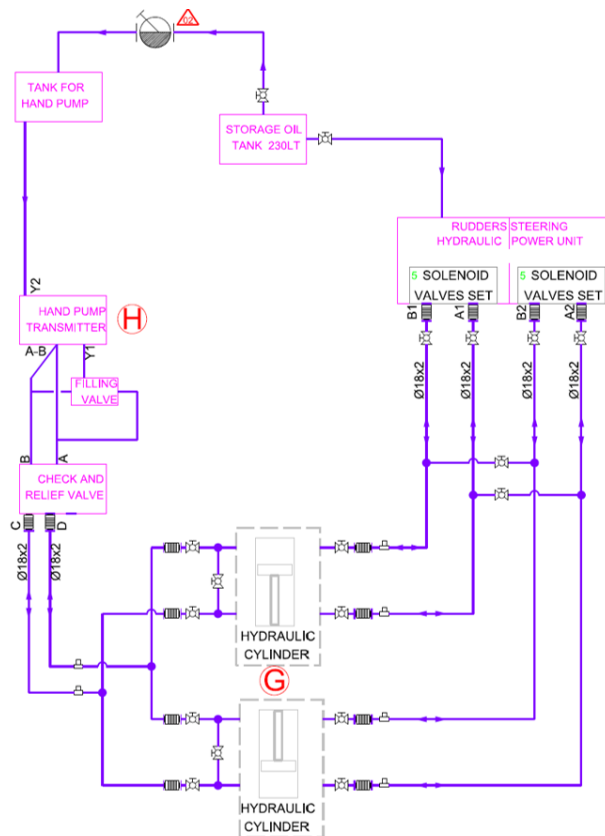 02
TANK FOR
HAND PUMP
STORAGE OIL
TANK 230LT
RUDDERS STEERING
HYDRAULIC POWER UNIT
5 SOLENOID
VALVES SET
5 SOLENOID
VALVES SET
B1
A1
B2
A2
Ø18x2
Ø18x2
Ø18x2
Ø18x2
Y2
HAND PUMP
TRANSMITTER
H
A-B
Y1
FILLING
VALVE
B
A
CHECK AND
RELIEF VALVE
C
D
Ø18x2
Ø18x2
HYDRAULIC
CYLINDER
G
HYDRAULIC
CYLINDER